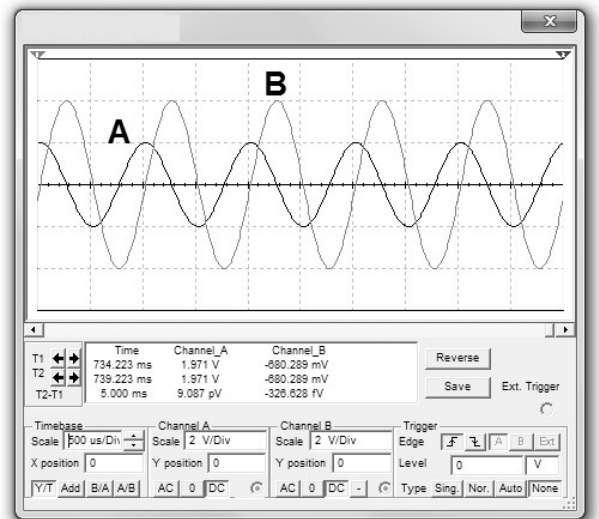 X
1
1
B
A
Time Channel_A Channel_B
T1 734.223 ms 1.971 V -680.289 mV
T2 739.223 ms 1.971 V -680.289 mV
T2-T1 5.000 ms 9.087 pV -326.628 fV
Reverse
Save
Ext. Trigger
Timebase
Scale 500 us/Div
X position 0
Y/T Add B/A A/B
Channel A
Scale 2 V/Div
Y position 0
AC 0 DC
Channel B
Scale 2 V/Div
Y position 0
AC 0 DC -
Trigger
Edge A B Ext
Level 0 V
Type Sing. Nor. Auto None